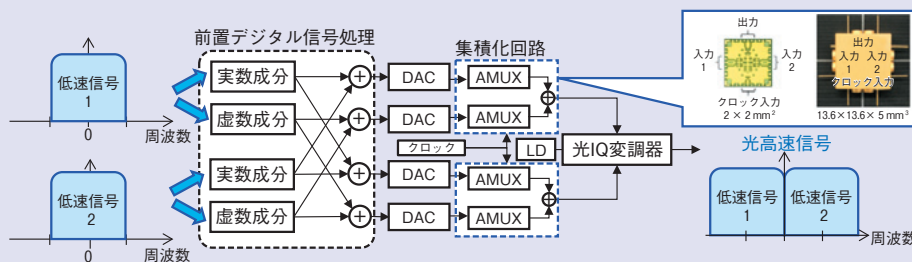 低速信号
1
0
周波数
低速信号
2
0
周波数
前置デジタル信号処理
実数成分
虚数成分
実数成分
虚数成分
DAC
DAC
DAC
DAC
クロック
集積化回路
AMUX
AMUX
AMUX
AMUX
LD
光IQ変調器
出力
入力
1
入力
2
クロック入力
2 × 2 mm²
出力
入力 入力
1 2
クロック入力
13.6×13.6× 5 mm³
光高速信号
低速信号
1
低速信号
2
周波数